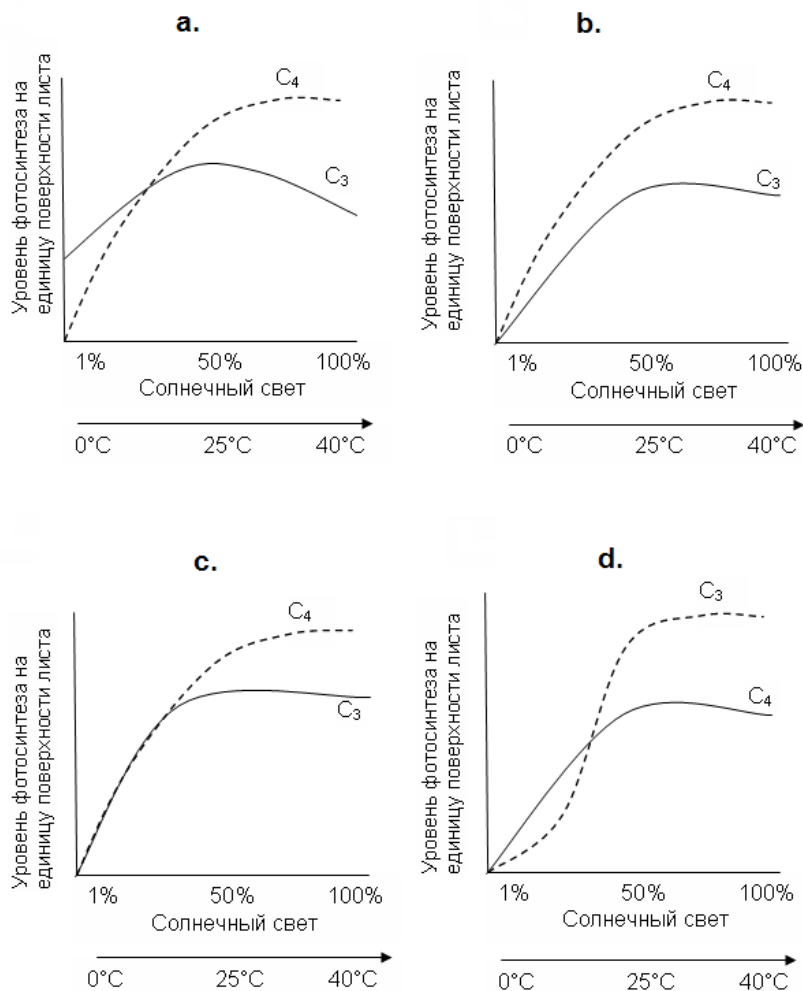 a.
Уровень фотосинтеза на
единицу поверхности листа
C4
C3
1% 50% 100%
Солнечный свет
0°C 25°C 40°C
b.
Уровень фотосинтеза на
единицу поверхности листа
C4
C3
1% 50% 100%
Солнечный свет
0°C 25°C 40°C
c.
Уровень фотосинтеза на
единицу поверхности листа
C4
C3
1% 50% 100%
Солнечный свет
0°C 25°C 40°C
d.
Уровень фотосинтеза на
единицу поверхности листа
C3
C4
1% 50% 100%
Солнечный свет
0°C 25°C 40°C